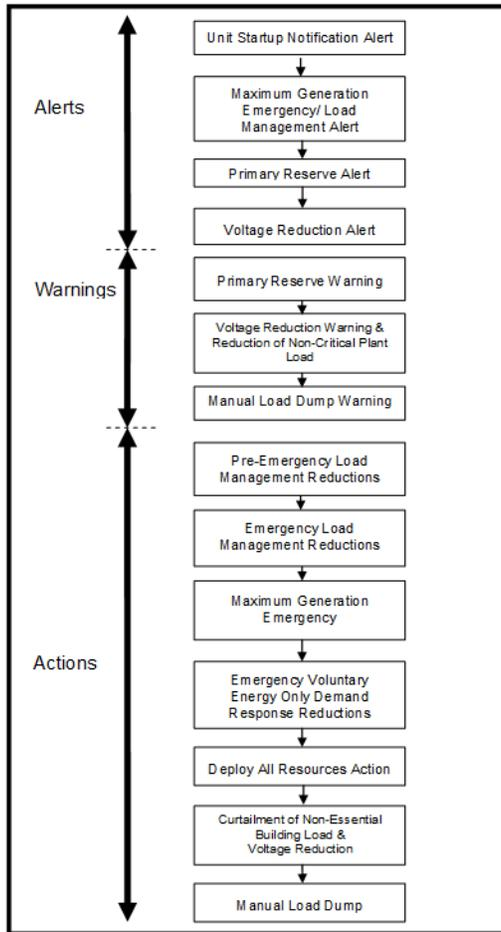 Alerts
Unit Startup Notification Alert
Maximum Generation
Emergency/ Load
Management Alert
Primary Reserve Alert
Voltage Reduction Alert
Warnings
Primary Reserve Warning
Voltage Reduction Warning &
Reduction of Non-Critical Plant
Load
Manual Load Dump Warning
Actions
Pre-Emergency Load
Management Reductions
Emergency Load
Management Reductions
Maximum Generation
Emergency
Emergency Voluntary
Energy Only Demand
Response Reductions
Deploy All Resources Action
Curtailment of Non-Essential
Building Load &
Voltage Reduction
Manual Load Dump